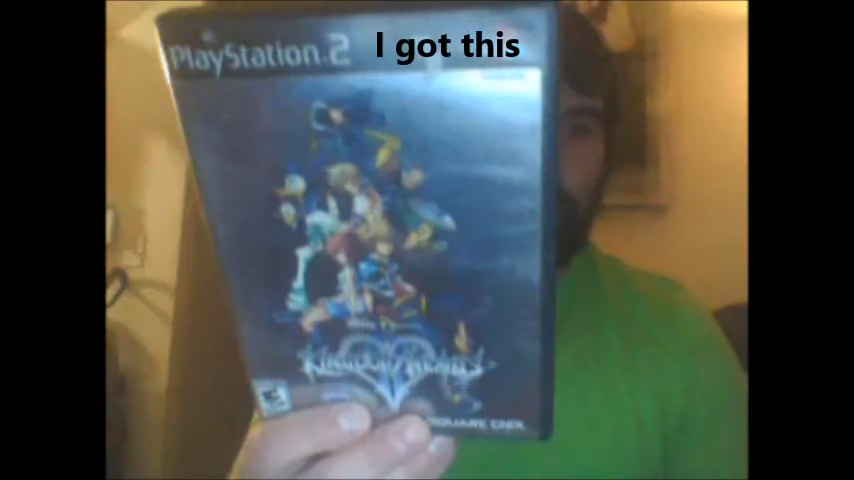 I got this
PlayStation 2
KINGDOM HEARTS
SQUARE ENIX
E